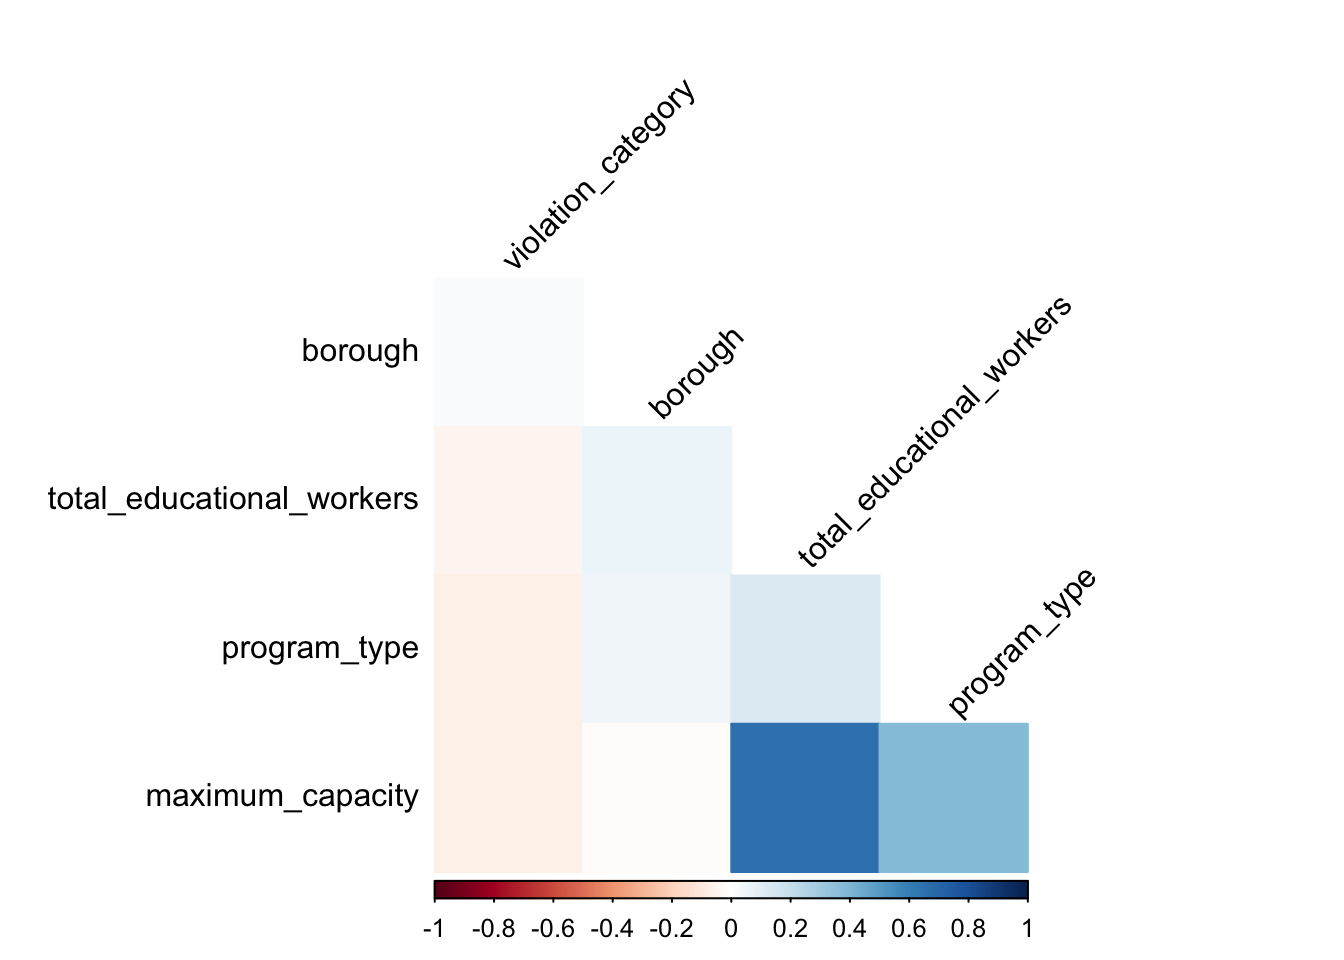 violation_category
borough
borough
total_educational_workers
total_educational_workers
program_type
program_type
maximum_capacity
-1 -0.8 -0.6 -0.4 -0.2 0 0.2 0.4 0.6 0.8 1